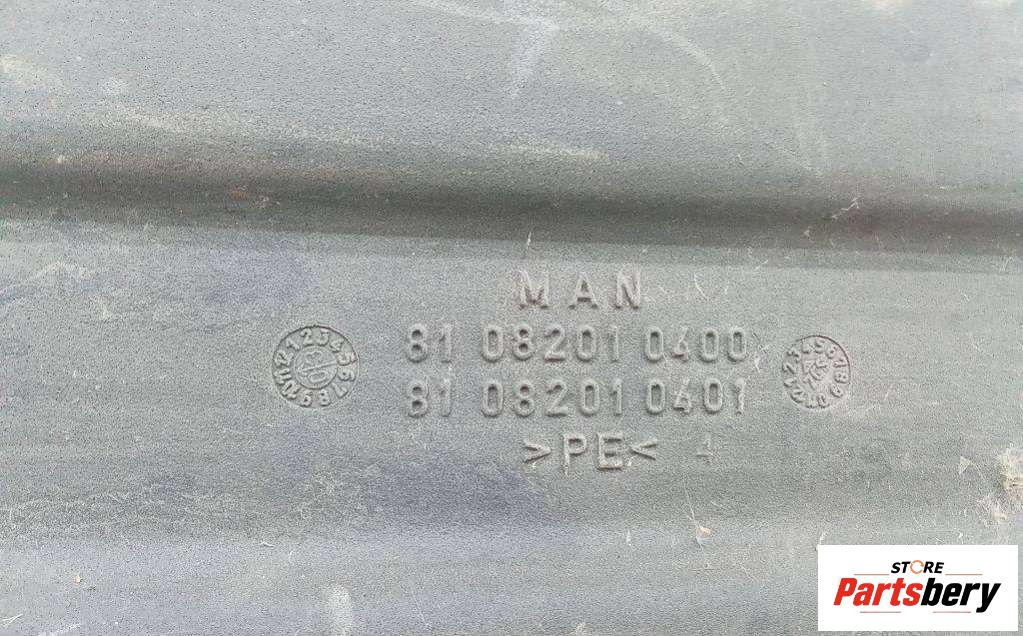 MAN
81 08201 0400
81 08201 0401
>PE< 4
STORE
Partsbery